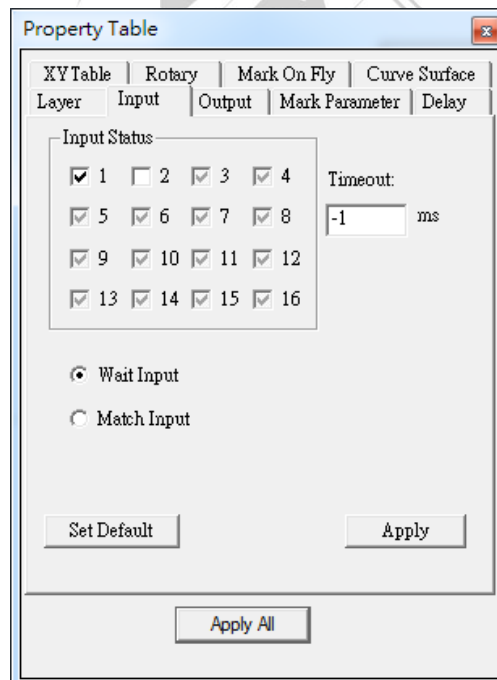 Property Table
XY Table Rotary Mark On Fly Curve Surface
Layer Input Output Mark Parameter Delay
Input Status
1 2 3 4
Timeout:
5 6 7 8
-1 ms
9 10 11 12
13 14 15 16
Wait Input
Match Input
Set Default Apply
Apply All